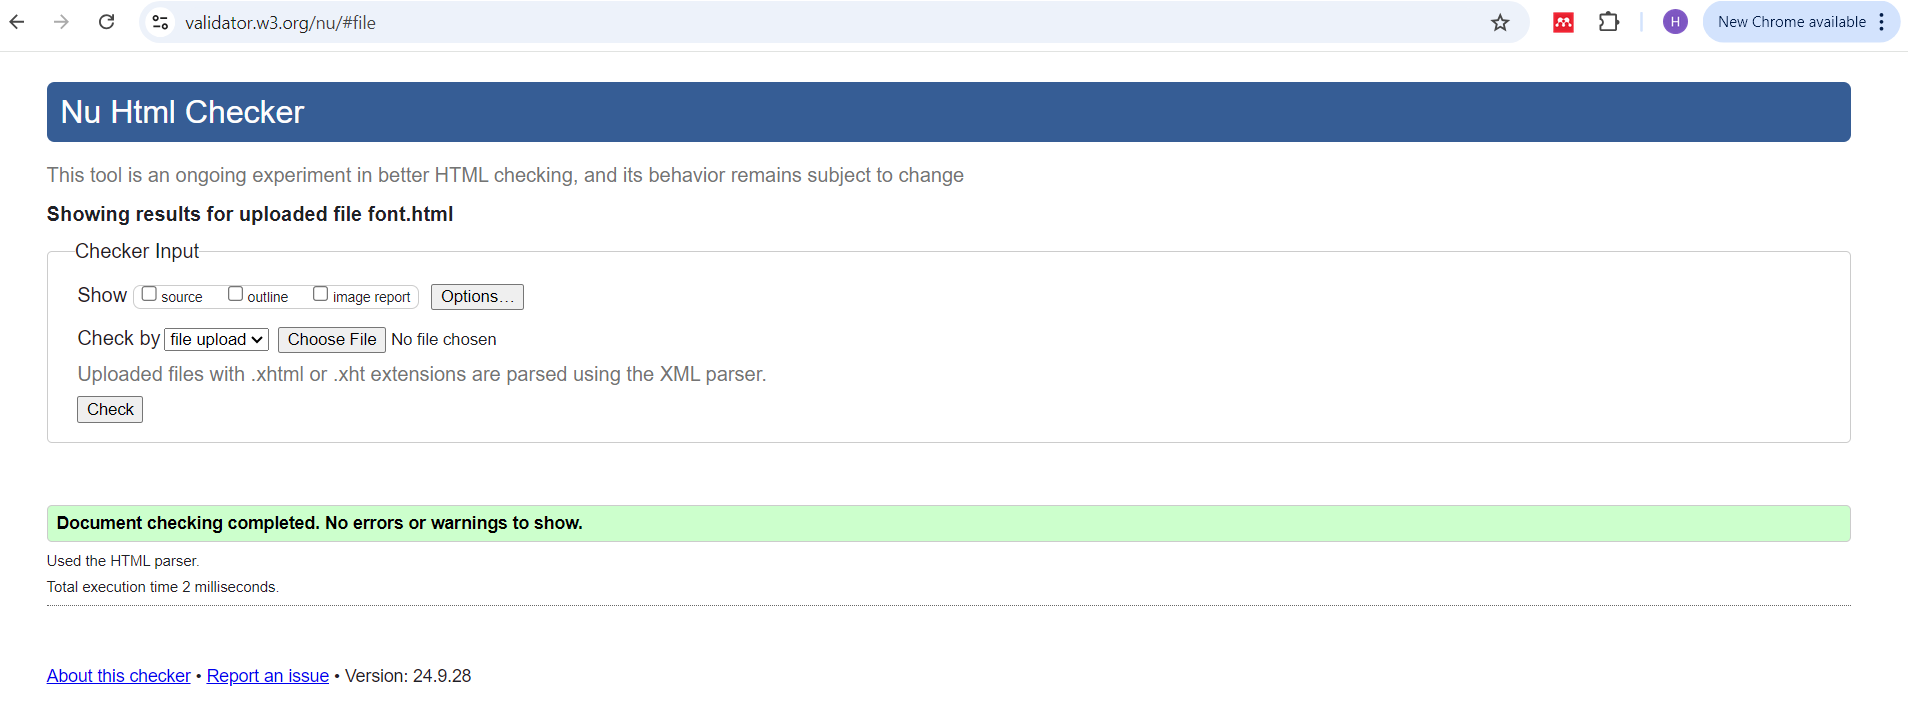 validator.w3.org/nu/#file
H
New Chrome available
Nu Html Checker
This tool is an ongoing experiment in better HTML checking, and its behavior remains subject to change
Showing results for uploaded file font.html
Checker Input
Show source outline image report Options…
Check by file upload Choose File No file chosen
Uploaded files with .xhtml or .xht extensions are parsed using the XML parser.
Check
Document checking completed. No errors or warnings to show.
Used the HTML parser.
Total execution time 2 milliseconds.
About this checker • Report an issue • Version: 24.9.28